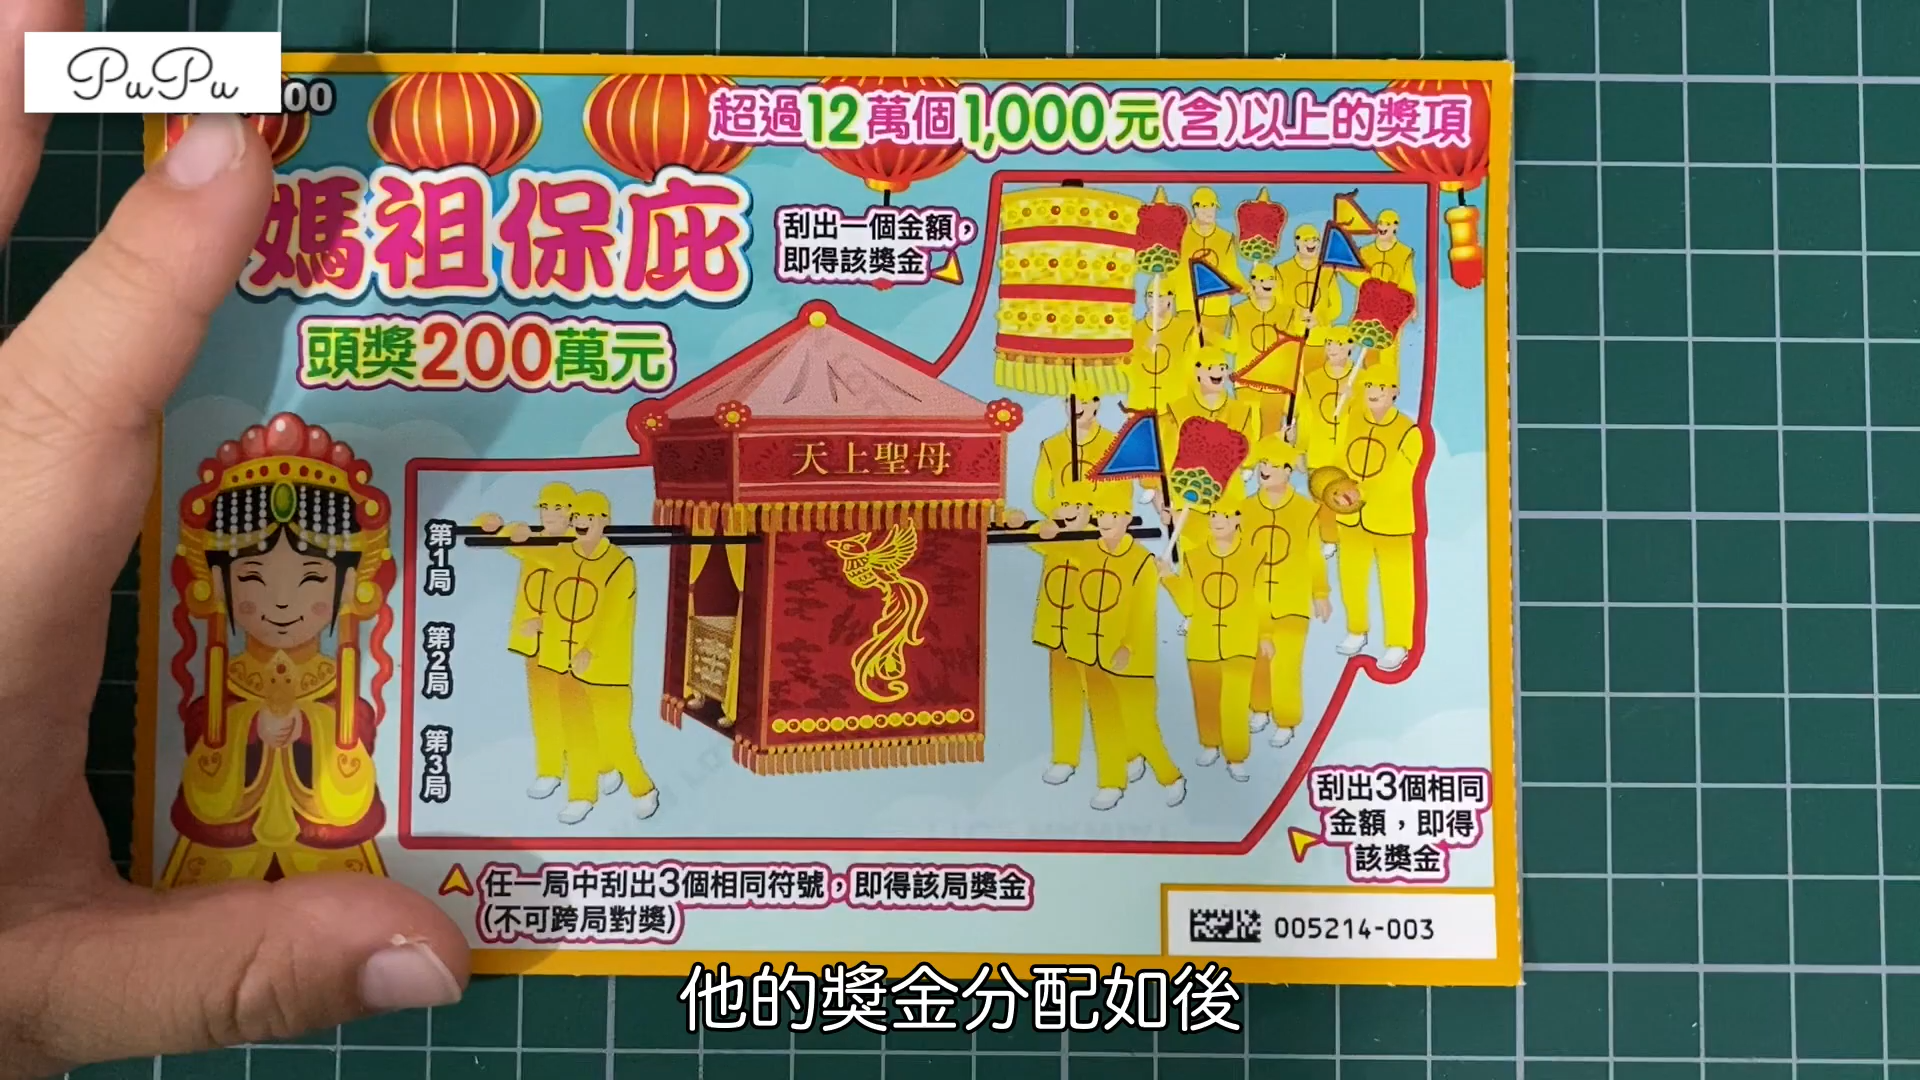 PuPu
00
超過12萬個1,000元(含)以上的獎項
媽祖保庇
刮出一個金額，
即得該獎金
頭獎200萬元
天上聖母
第1局
第2局
第3局
刮出3個相同
金額，即得
該獎金
任一局中刮出3個相同符號，即得該局獎金
(不可跨局對獎)
005214-003
他的獎金分配如後